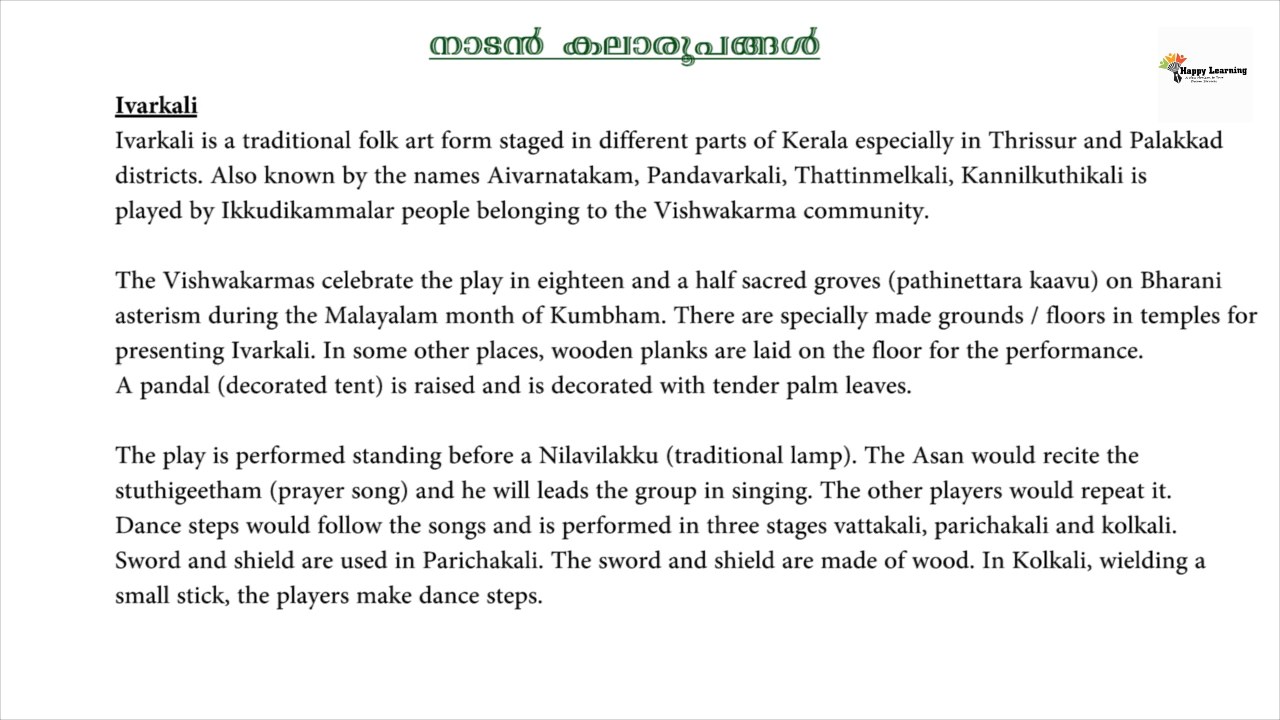 നാടൻ കലാരൂപങ്ങൾ
Happy Learning
Ivarkali
Ivarkali is a traditional folk art form staged in different parts of Kerala especially in Thrissur and Palakkad
districts. Also known by the names Aivarnatakam, Pandavarkali, Thattinmelkali, Kannilkuthikali is
played by Ikkudikammalar people belonging to the Vishwakarma community.
The Vishwakarmas celebrate the play in eighteen and a half sacred groves (pathinettara kaavu) on Bharani
asterism during the Malayalam month of Kumbham. There are specially made grounds / floors in temples for
presenting Ivarkali. In some other places, wooden planks are laid on the floor for the performance.
A pandal (decorated tent) is raised and is decorated with tender palm leaves.
The play is performed standing before a Nilavilakku (traditional lamp). The Asan would recite the
stuthigeetham (prayer song) and he will leads the group in singing. The other players would repeat it.
Dance steps would follow the songs and is performed in three stages vattakali, parichakali and kolkali.
Sword and shield are used in Parichakali. The sword and shield are made of wood. In Kolkali, wielding a
small stick, the players make dance steps.